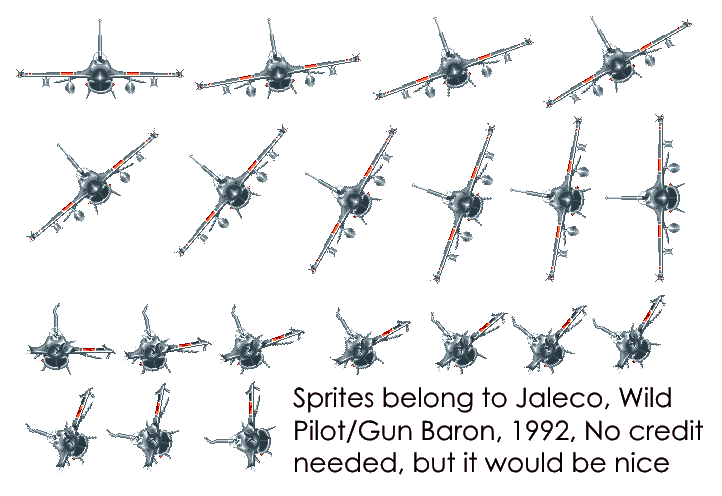 Sprites belong to Jaleco, Wild
Pilot/Gun Baron, 1992, No credit
needed, but it would be nice